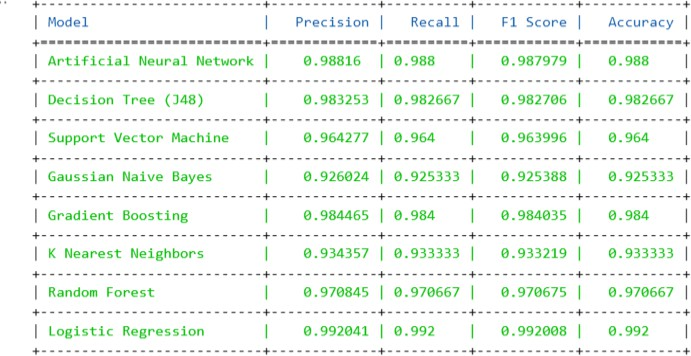 Model Precision Recall F1 Score Accuracy
Artificial Neural Network 0.98816 0.988 0.987979 0.988
Decision Tree (J48) 0.983253 0.982667 0.982706 0.982667
Support Vector Machine 0.964277 0.964 0.963996 0.964
Gaussian Naive Bayes 0.926024 0.925333 0.925388 0.925333
Gradient Boosting 0.984465 0.984 0.984035 0.984
K Nearest Neighbors 0.934357 0.933333 0.933219 0.933333
Random Forest 0.970845 0.970667 0.970675 0.970667
Logistic Regression 0.992041 0.992 0.992008 0.992